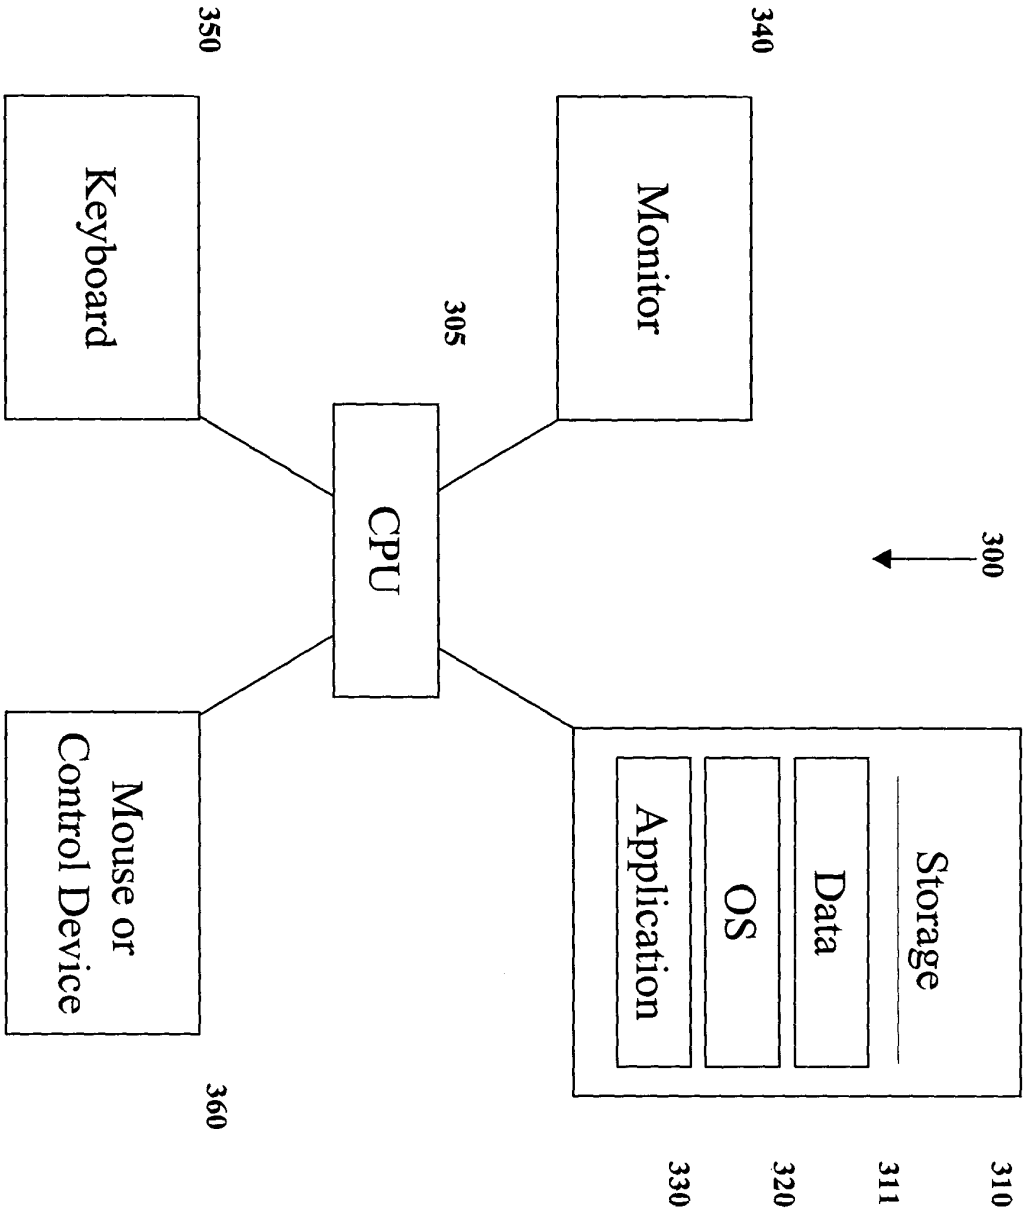 300
340
Monitor
Storage
310
Data
311
OS
320
Application
330
305
CPU
350
Keyboard
Mouse or
Control Device
360